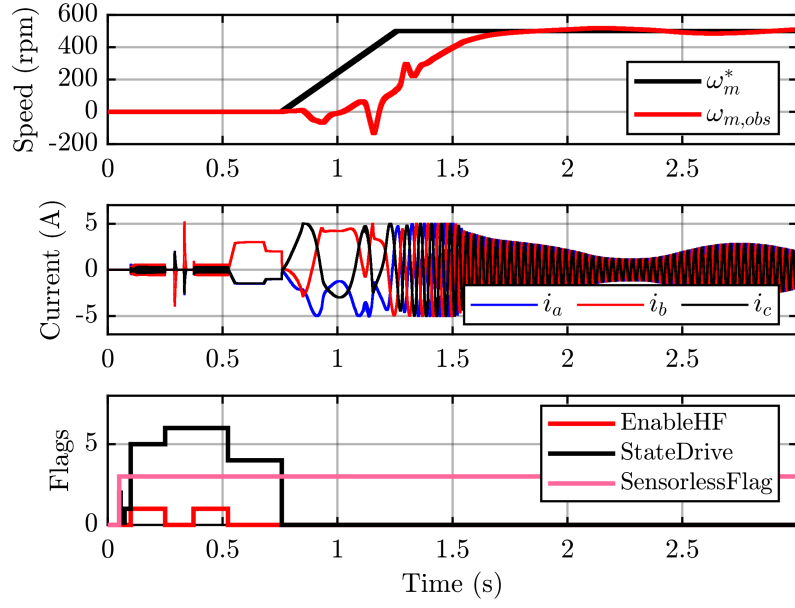 Speed (rpm)
600
400
200
0
-200
ω*m
ωm,obs
0 0.5 1 1.5 2 2.5
Current (A)
5
0
-5
ia ib ic
0 0.5 1 1.5 2 2.5
Flags
5
0
EnableHF
StateDrive
SensorlessFlag
0 0.5 1 1.5 2 2.5
Time (s)